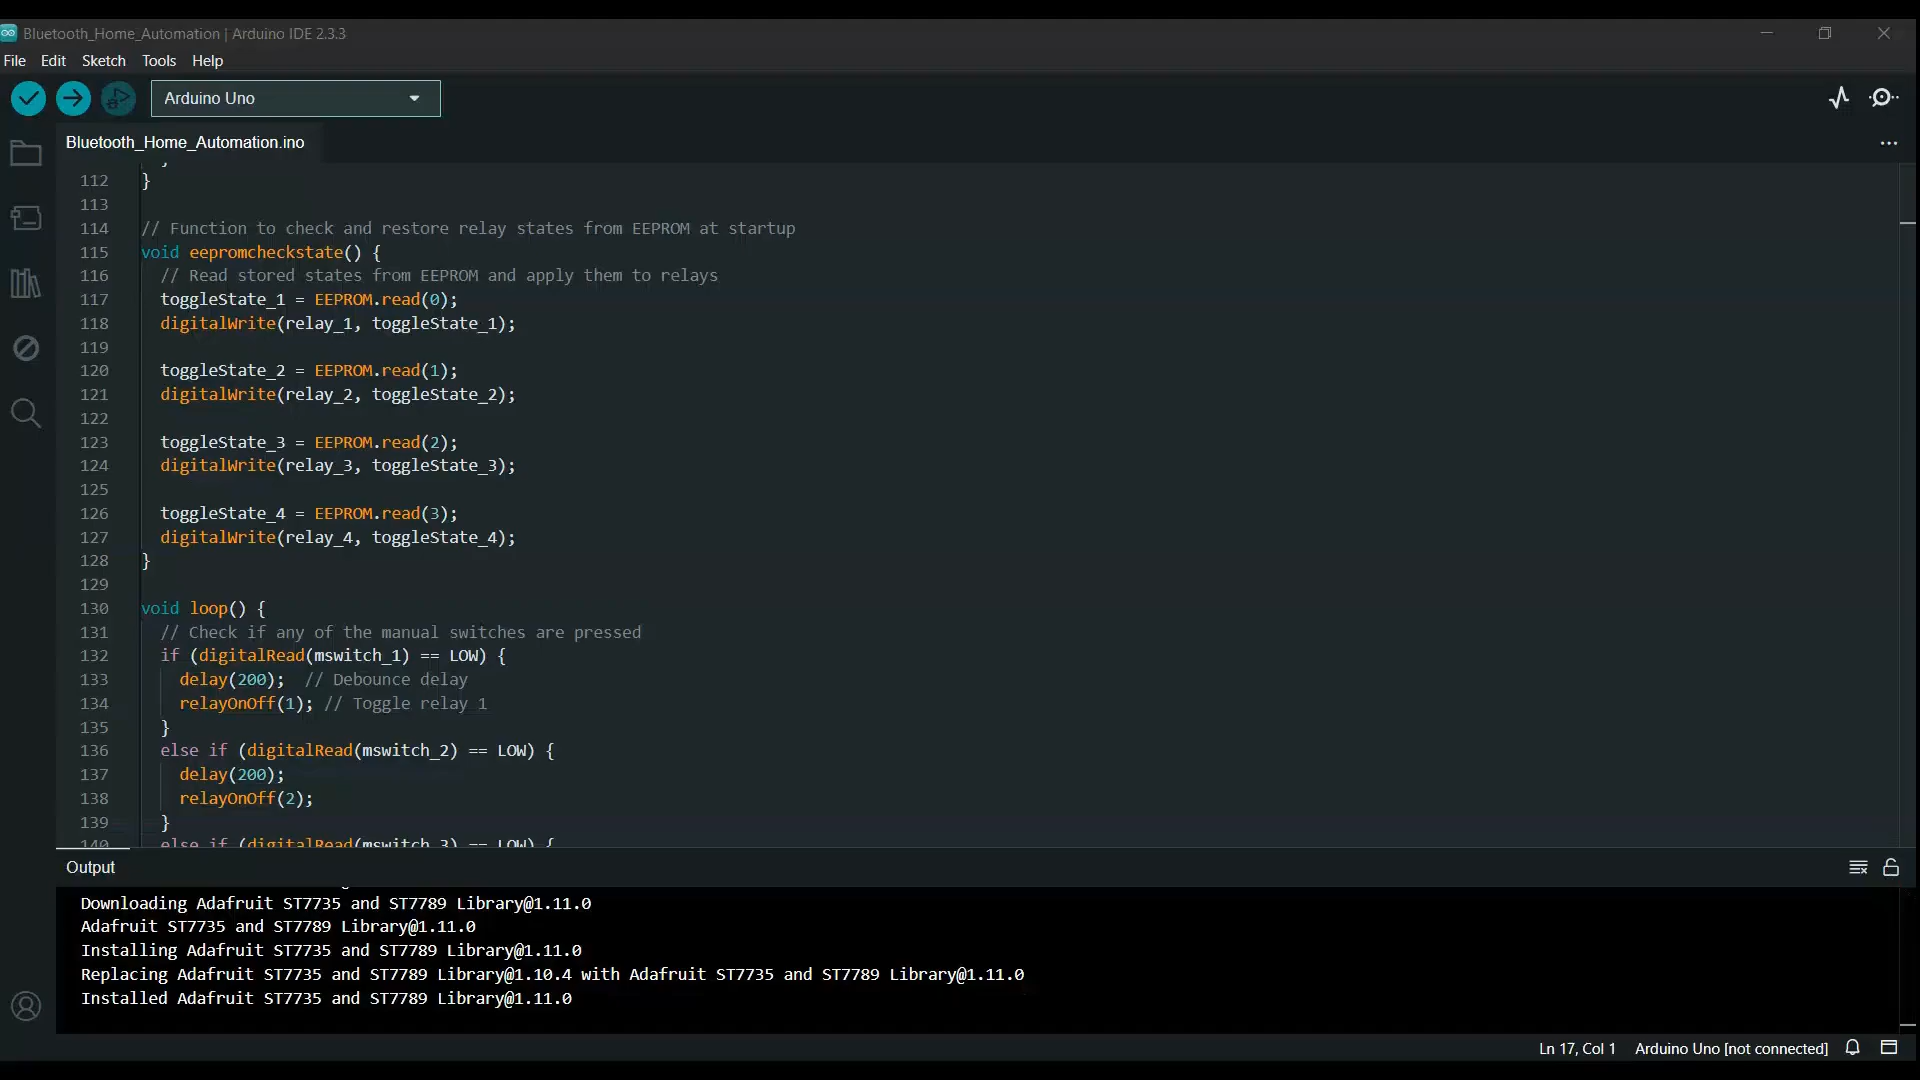 Bluetooth_Home_Automation | Arduino IDE 2.3.3
File Edit Sketch Tools Help
Arduino Uno
Bluetooth_Home_Automation.ino
112 }
113
114 // Function to check and restore relay states from EEPROM at startup
115 void eepromcheckstate() {
116 // Read stored states from EEPROM and apply them to relays
117 toggleState_1 = EEPROM.read(0);
118 digitalWrite(relay_1, toggleState_1);
119
120 toggleState_2 = EEPROM.read(1);
121 digitalWrite(relay_2, toggleState_2);
122
123 toggleState_3 = EEPROM.read(2);
124 digitalWrite(relay_3, toggleState_3);
125
126 toggleState_4 = EEPROM.read(3);
127 digitalWrite(relay_4, toggleState_4);
128 }
129
130 void loop() {
131 // Check if any of the manual switches are pressed
132 if (digitalRead(mswitch_1) == LOW) {
133 delay(200); // Debounce delay
134 relayOnOff(1); // Toggle relay 1
135 }
136 else if (digitalRead(mswitch_2) == LOW) {
137 delay(200);
138 relayOnOff(2);
139 }
140 else if (digitalRead(mswitch_3) == LOW) {
Output
Downloading Adafruit ST7735 and ST7789 Library@1.11.0
Adafruit ST7735 and ST7789 Library@1.11.0
Installing Adafruit ST7735 and ST7789 Library@1.11.0
Replacing Adafruit ST7735 and ST7789 Library@1.10.4 with Adafruit ST7735 and ST7789 Library@1.11.0
Installed Adafruit ST7735 and ST7789 Library@1.11.0
Ln 17, Col 1 Arduino Uno [not connected]